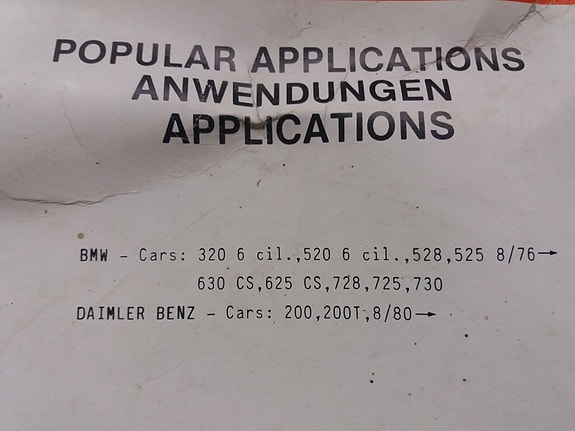 POPULAR APPLICATIONS
ANWENDUNGEN
APPLICATIONS
BMW - Cars: 320 6 cil.,520 6 cil.,528,525 8/76→
630 CS,625 CS,728,725,730
DAIMLER BENZ - Cars: 200,200T,8/80→